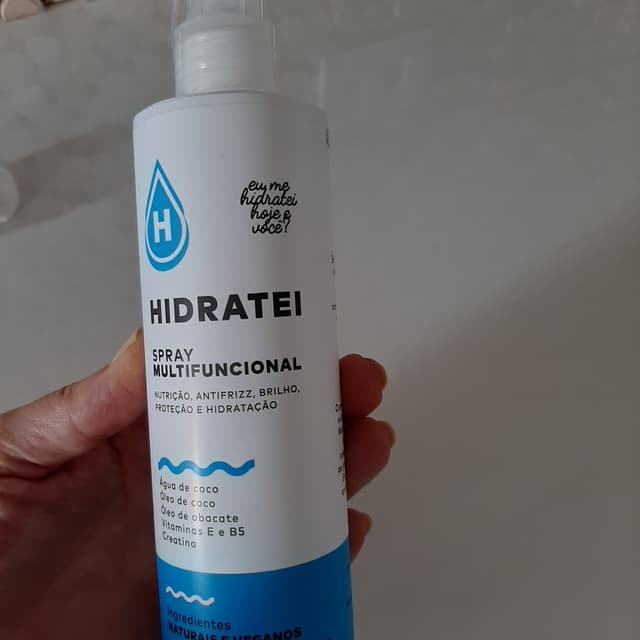 H
eu me
hidratei
hoje e
você?
HIDRATEI
SPRAY
MULTIFUNCIONAL
NUTRIÇÃO, ANTIFRIZZ, BRILHO,
PROTEÇÃO E HIDRATAÇÃO
Água de coco
Óleo de coco
Óleo de abacate
Vitaminas E e B5
Creatina
Ingredientes
NATURAIS E VEGANOS